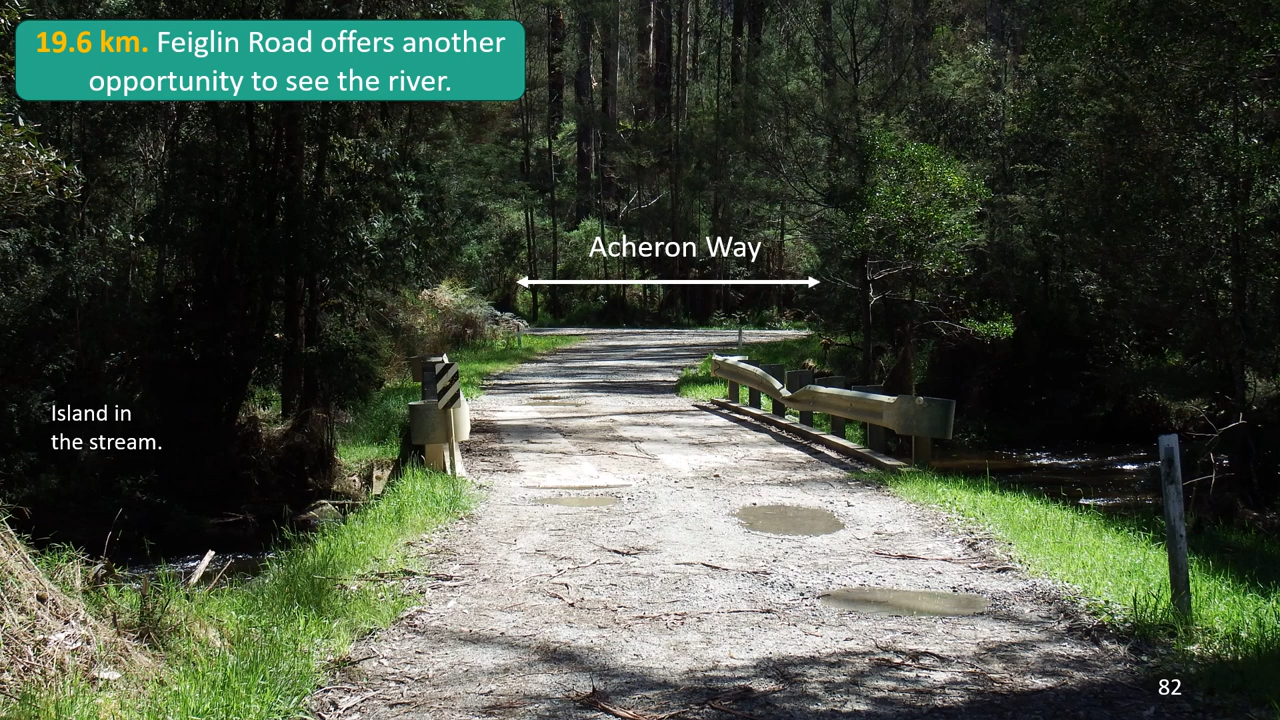 19.6 km. Feiglin Road offers another
opportunity to see the river.
Acheron Way
Island in
the stream.
82